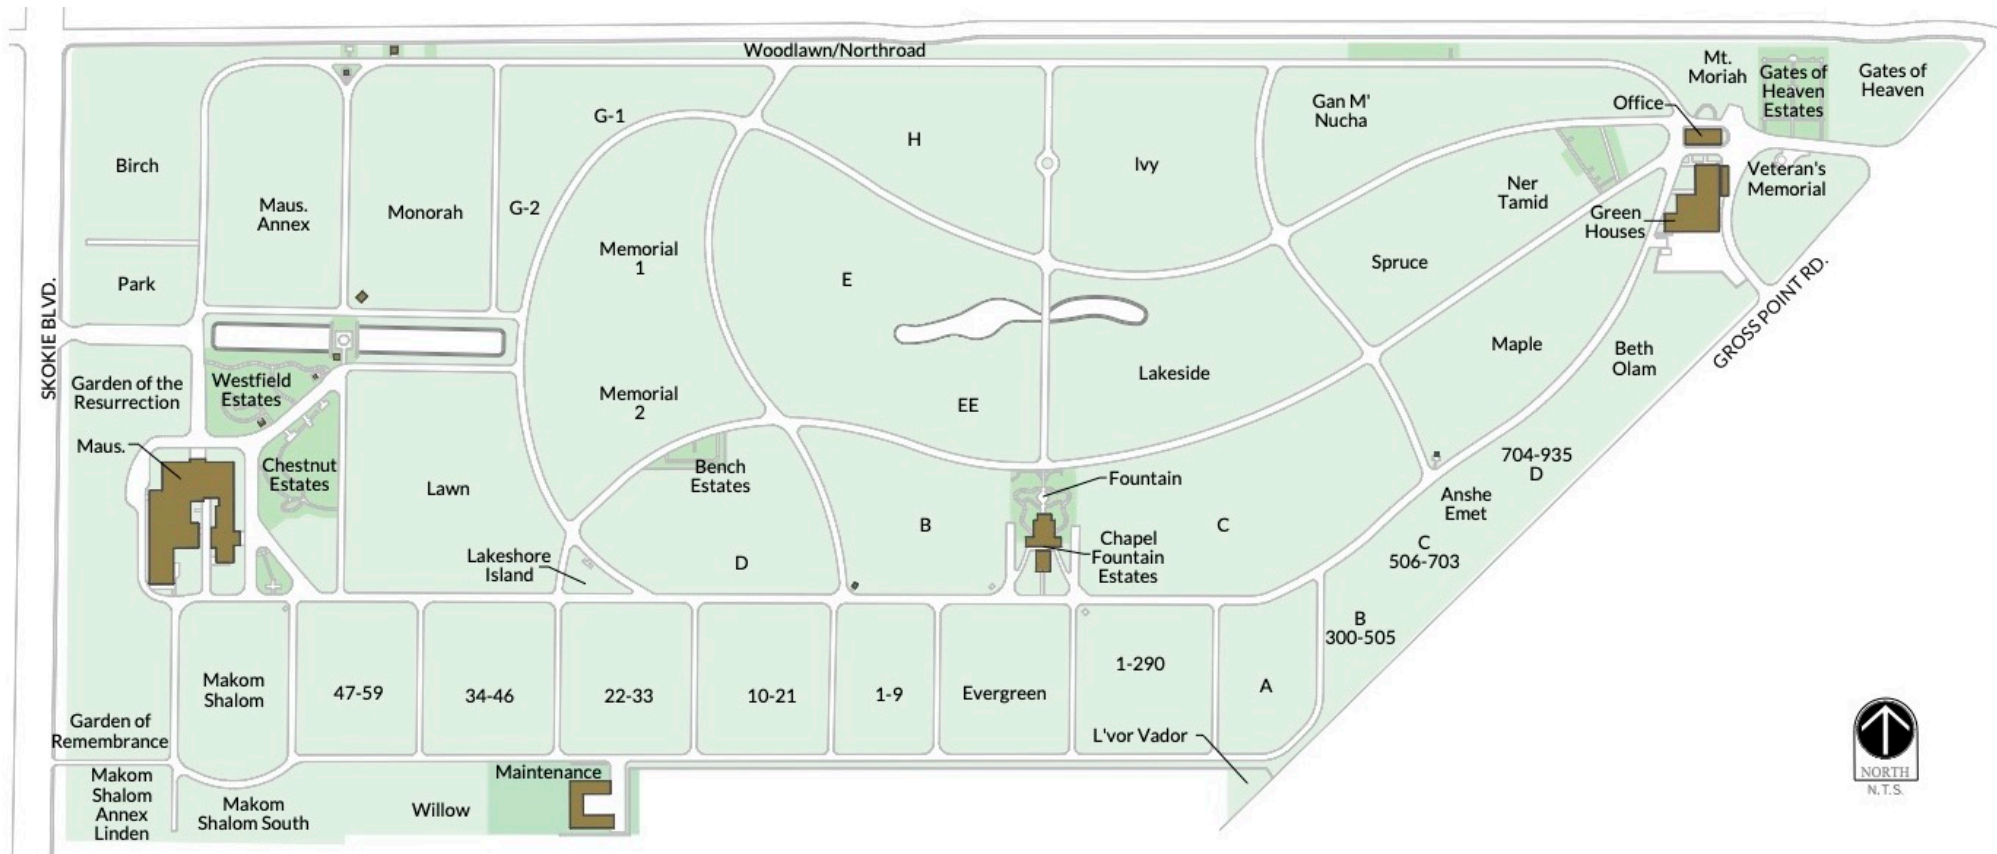 Woodlawn/Northroad
Mt.
Moriah
Gates of
Heaven
Estates
Gates of
Heaven
Office
G-1
Gan M'
Nucha
H
Ivy
Birch
Maus.
Annex
Monorah
G-2
Ner
Tamid
Veteran's
Memorial
Green
Houses
Memorial
1
E
Spruce
Park
SKOKIE BLVD.
GROSS POINT RD.
Garden of the
Resurrection
Westfield
Estates
Memorial
2
EE
Lakeside
Maple
Beth
Olam
Maus.
Chestnut
Estates
Lawn
Bench
Estates
Fountain
704-935
D
Anshe
Emet
B
C
Chapel
Fountain
Estates
C
506-703
Lakeshore
Island
D
B
300-505
Makom
Shalom
47-59
34-46
22-33
10-21
1-9
Evergreen
1-290
A
Garden of
Remembrance
L'vor Vador
Makom
Shalom
Annex
Linden
Makom
Shalom South
Willow
Maintenance
NORTH
N.T.S.